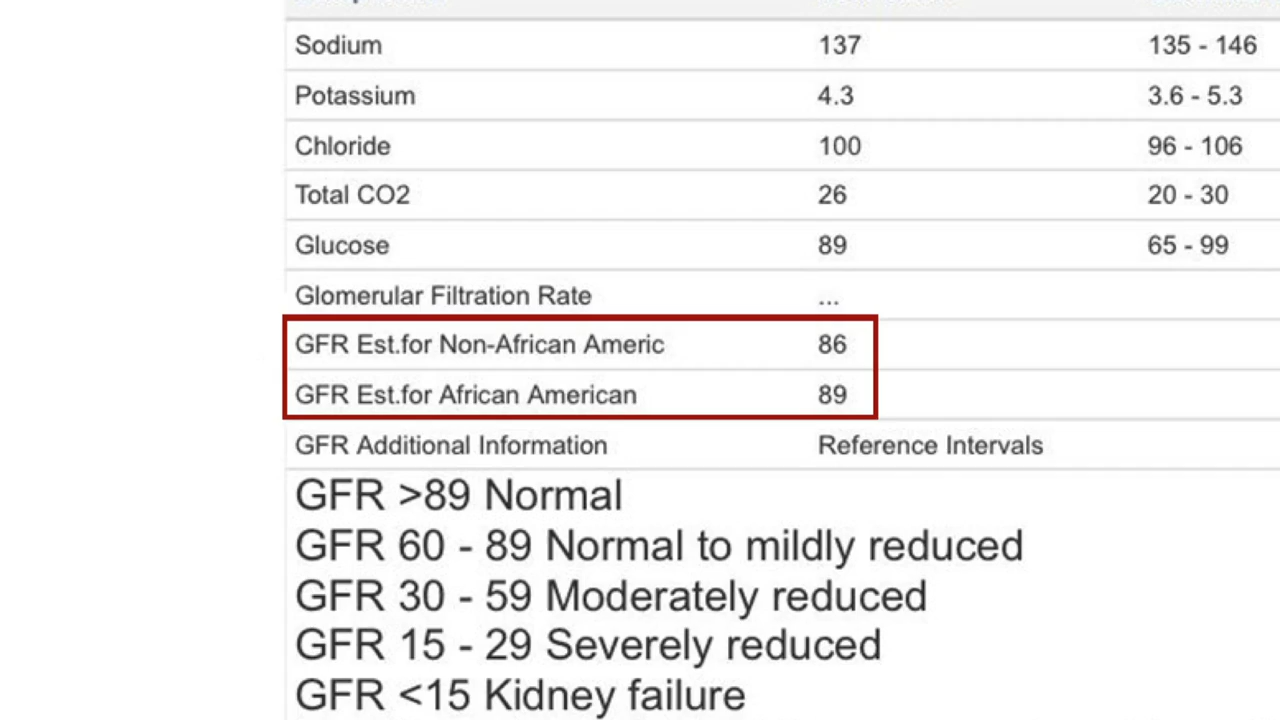 Sodium 137 135 - 146
Potassium 4.3 3.6 - 5.3
Chloride 100 96 - 106
Total CO2 26 20 - 30
Glucose 89 65 - 99
Glomerular Filtration Rate ...
GFR Est.for Non-African Americ 86
GFR Est.for African American 89
GFR Additional Information Reference Intervals
GFR >89 Normal
GFR 60 - 89 Normal to mildly reduced
GFR 30 - 59 Moderately reduced
GFR 15 - 29 Severely reduced
GFR <15 Kidney failure